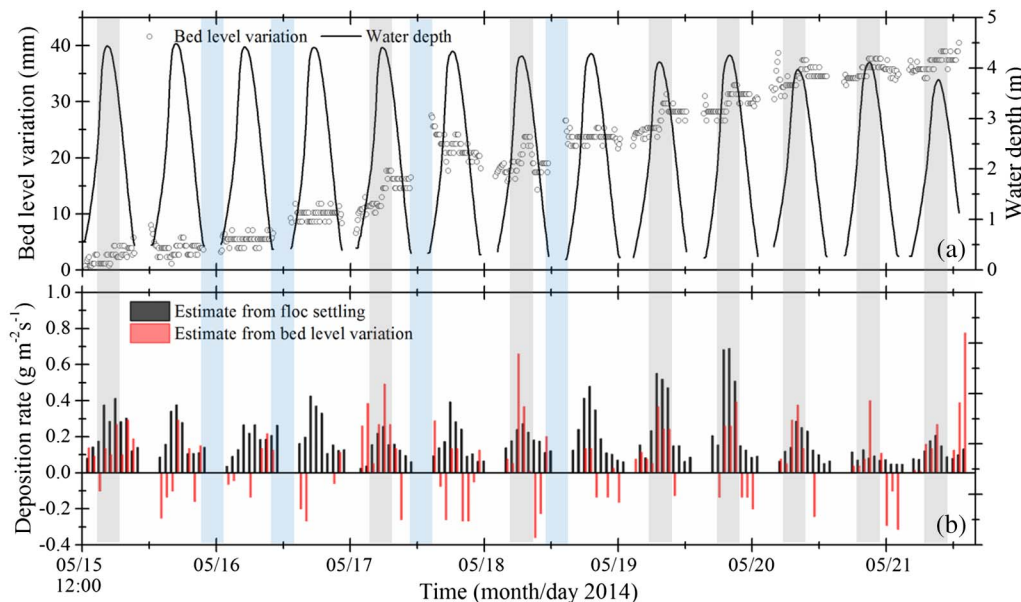 Bed level variation
Water depth
Bed level variation (mm)
40
30
20
10
0
Water depth (m)
5
4
3
2
1
0
(a)
Estimate from floc settling
Estimate from bed level variation
Deposition rate (g m⁻²s⁻¹)
1.0
0.8
0.6
0.4
0.2
0.0
-0.2
-0.4
(b)
05/15 05/16 05/17 05/18 05/19 05/20 05/21
12:00
Time (month/day 2014)